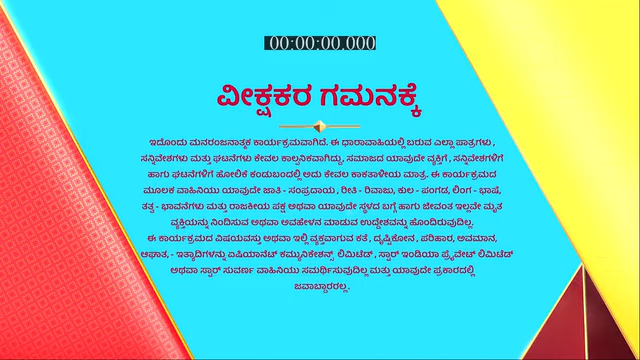 00:00:00.000
ವೀಕ್ಷಕರ ಗಮನಕ್ಕೆ
ಇದೊಂದು ಮನರಂಜನಾತ್ಮಕ ಕಾರ್ಯಕ್ರಮವಾಗಿದೆ. ಈ ಧಾರಾವಾಹಿಯಲ್ಲಿ ಬರುವ ಎಲ್ಲಾ ಪಾತ್ರಗಳು,
ಸನ್ನಿವೇಶಗಳು ಮತ್ತು ಘಟನೆಗಳು ಕೇವಲ ಕಾಲ್ಪನಿಕವಾಗಿದ್ದು, ಸಮಾಜದ ಯಾವುದೇ ವ್ಯಕ್ತಿಗೆ, ಸನ್ನಿವೇಶಗಳಿಗೆ
ಹಾಗು ಘಟನೆಗಳಿಗೆ ಹೋಲಿಕೆ ಕಂಡುಬಂದಲ್ಲಿ ಅದು ಕೇವಲ ಕಾಕತಾಳೀಯ ಮಾತ್ರ. ಈ ಕಾರ್ಯಕ್ರಮದ
ಮೂಲಕ ವಾಹಿನಿಯು ಯಾವುದೇ ಜಾತಿ - ಸಂಪ್ರದಾಯ, ರೀತಿ - ರಿವಾಜು, ಕುಲ - ಪಂಗಡ, ಲಿಂಗ - ಭಾಷೆ,
ತತ್ವ - ಭಾವನೆಗಳು ಮತ್ತು ರಾಜಕೀಯ ಪಕ್ಷ ಅಥವಾ ಯಾವುದೇ ಸ್ಥಳದ ಬಗ್ಗೆ ಹಾಗು ಜೀವಂತ ಇಲ್ಲವೇ ಮೃತ
ವ್ಯಕ್ತಿಯನ್ನು ನಿಂದಿಸುವ ಅಥವಾ ಅವಹೇಳನ ಮಾಡುವ ಉದ್ದೇಶವನ್ನು ಹೊಂದಿರುವುದಿಲ್ಲ.
ಈ ಕಾರ್ಯಕ್ರಮದ ವಿಷಯವಸ್ತು ಅಥವಾ ಇಲ್ಲಿ ವ್ಯಕ್ತವಾಗುವ ಕತೆ, ದೃಷ್ಟಿಕೋನ, ಪರಿಹಾರ, ಅವಮಾನ,
ಆಘಾತ, - ಇತ್ಯಾದಿಗಳನ್ನು ಏಷಿಯಾನೆಟ್ ಕಮ್ಯುನಿಕೇಶನ್ಸ್ ಲಿಮಿಟೆಡ್, ಸ್ಟಾರ್ ಇಂಡಿಯಾ ಪ್ರೈವೇಟ್ ಲಿಮಿಟೆಡ್
ಅಥವಾ ಸ್ಟಾರ್ ಸುವರ್ಣ ವಾಹಿನಿಯು ಸಮರ್ಥಿಸುವುದಿಲ್ಲ ಮತ್ತು ಯಾವುದೇ ಪ್ರಕಾರದಲ್ಲಿ
ಜವಾಬ್ದಾರರಲ್ಲ.